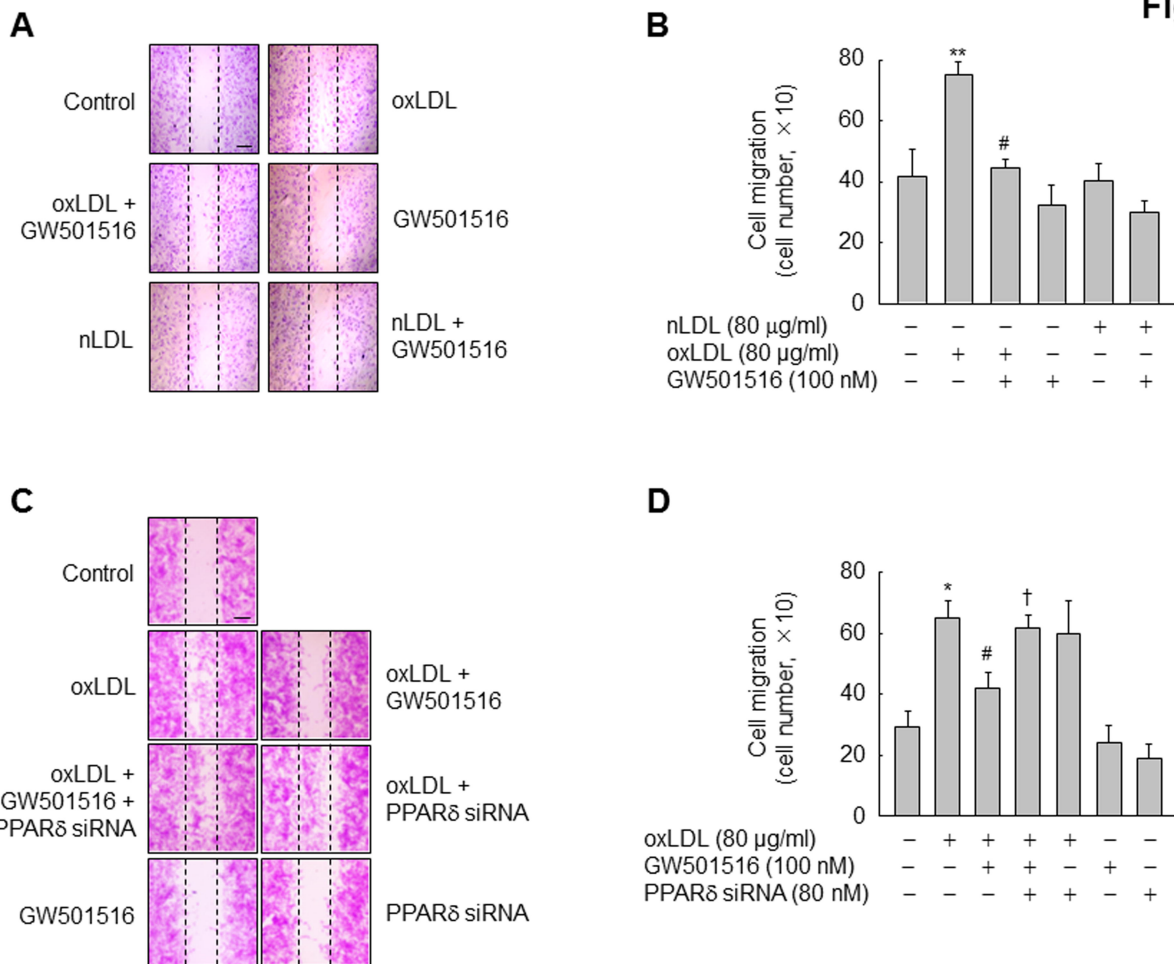 FI
A
Control
oxLDL
oxLDL +
GW501516
GW501516
nLDL
nLDL +
GW501516
B
Cell migration
(cell number, ×10)
80
60
40
20
0
**
#
nLDL (80 μg/ml) – – – – + +
oxLDL (80 μg/ml) – + + – – –
GW501516 (100 nM) – – + + – +
C
Control
oxLDL
oxLDL +
GW501516
oxLDL +
GW501516 +
PPARδ siRNA
oxLDL +
PPARδ siRNA
GW501516
PPARδ siRNA
D
Cell migration
(cell number, ×10)
80
60
40
20
0
*
#
†
oxLDL (80 μg/ml) – + + + + – –
GW501516 (100 nM) – – + + – + –
PPARδ siRNA (80 nM) – – – + + – +